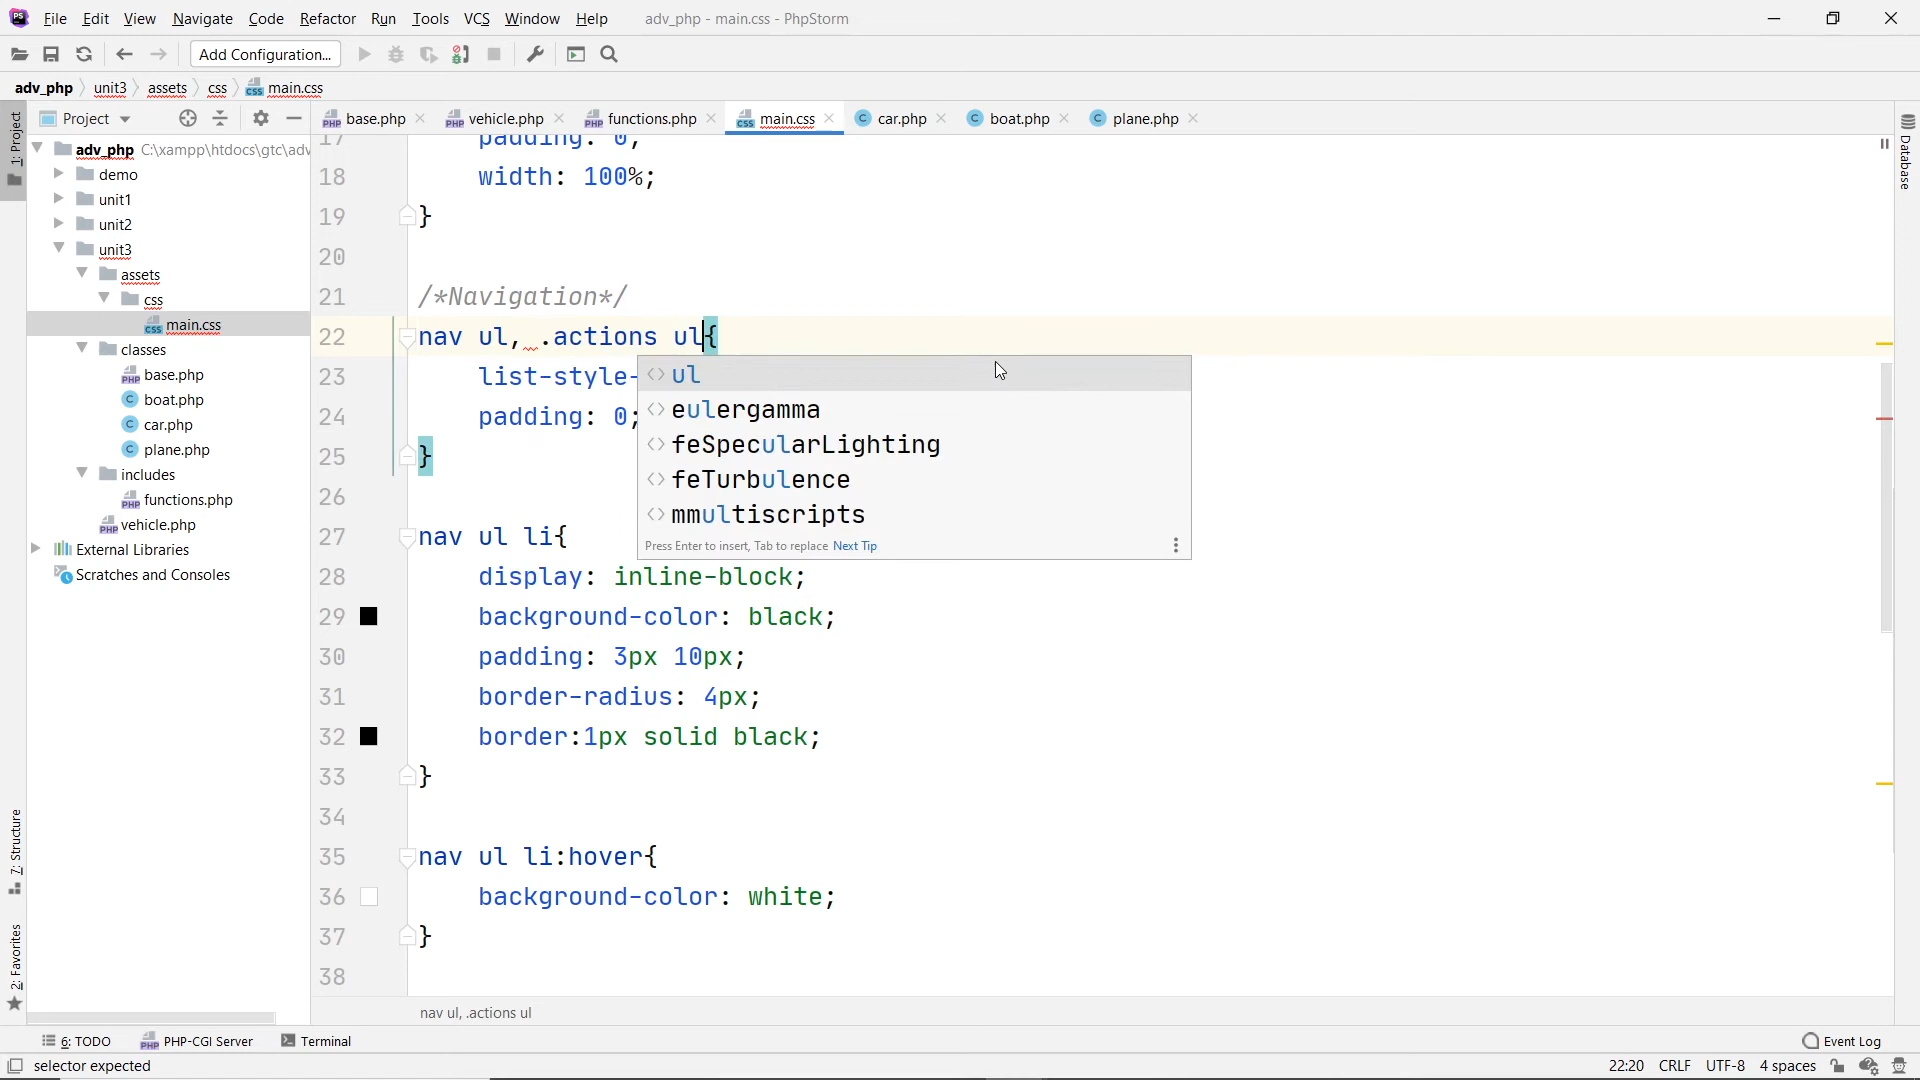 File Edit View Navigate Code Refactor Run Tools VCS Window Help adv_php - main.css - PhpStorm
Add Configuration...
adv_php unit3 assets css main.css
Project
base.php vehicle.php functions.php main.css car.php boat.php plane.php
1: Project
Database
adv_php C:\xampp\htdocs\gtc\adv
demo
unit1
unit2
unit3
assets
css
main.css
classes
base.php
boat.php
car.php
plane.php
includes
functions.php
vehicle.php
External Libraries
Scratches and Consoles
17 padding: 0;
18 width: 100%;
19 }
20
21 /*Navigation*/
22 nav ul, .actions ul{
23 list-style-
24 padding: 0;
25 }
26
27 nav ul li{
28 display: inline-block;
29 background-color: black;
30 padding: 3px 10px;
31 border-radius: 4px;
32 border:1px solid black;
33 }
34
35 nav ul li:hover{
36 background-color: white;
37 }
38
<> ul
<> eulergamma
<> feSpecularLighting
<> feTurbulence
<> mmultiscripts
Press Enter to insert, Tab to replace Next Tip
nav ul, .actions ul
7: Structure
2: Favorites
6: TODO PHP-CGI Server Terminal Event Log
selector expected 22:20 CRLF UTF-8 4 spaces